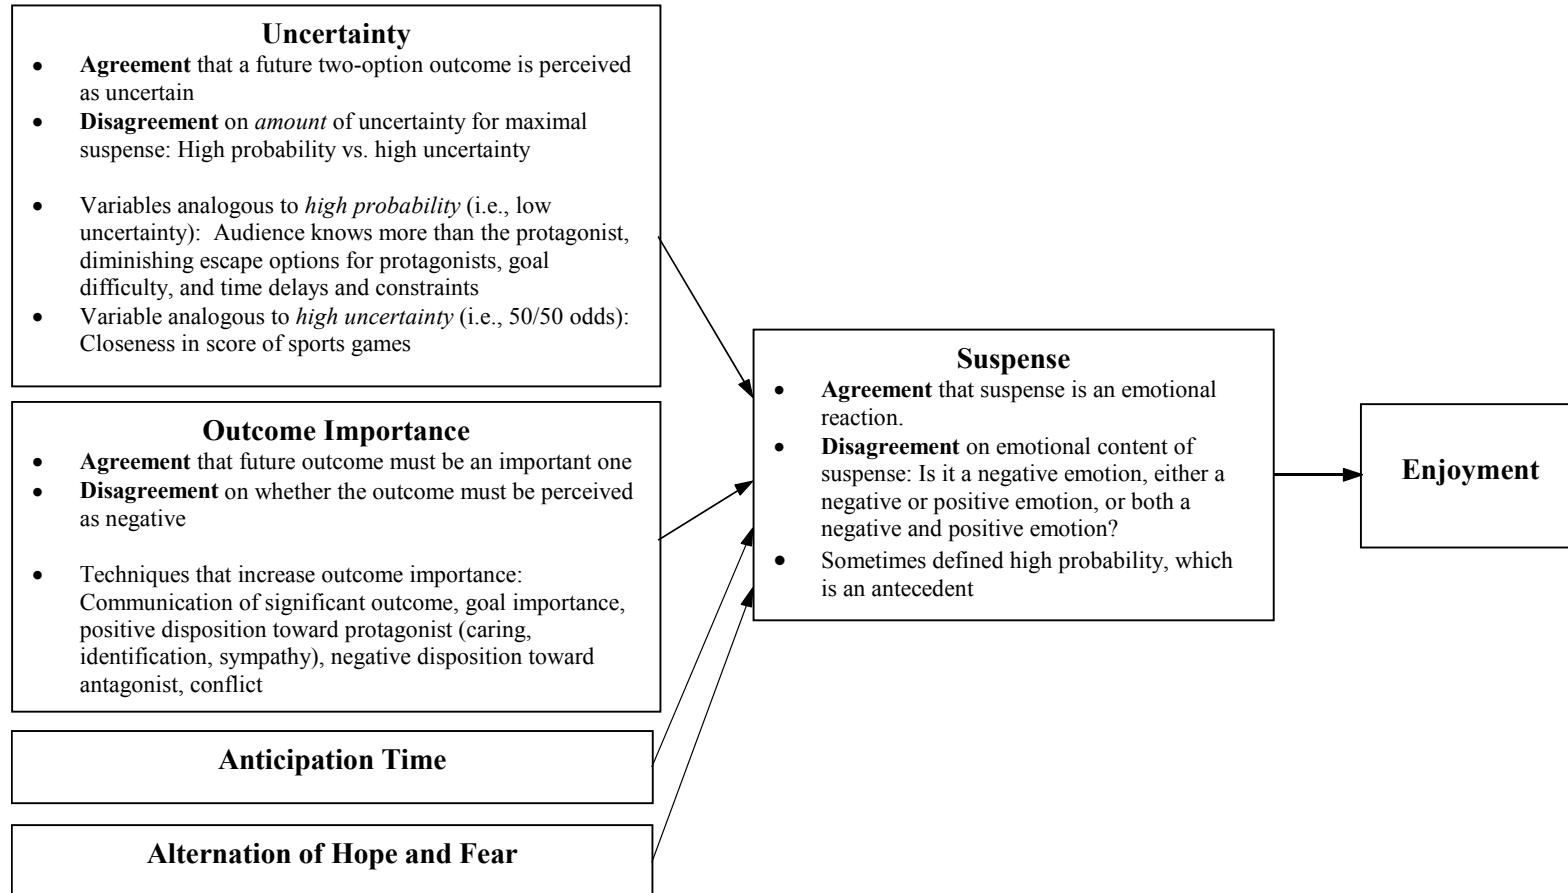 Uncertainty
• Agreement that a future two-option outcome is perceived
as uncertain
• Disagreement on amount of uncertainty for maximal
suspense: High probability vs. high uncertainty
• Variables analogous to high probability (i.e., low
uncertainty): Audience knows more than the protagonist,
diminishing escape options for protagonists, goal
difficulty, and time delays and constraints
• Variable analogous to high uncertainty (i.e., 50/50 odds):
Closeness in score of sports games
Outcome Importance
• Agreement that future outcome must be an important one
• Disagreement on whether the outcome must be perceived
as negative
• Techniques that increase outcome importance:
Communication of significant outcome, goal importance,
positive disposition toward protagonist (caring,
identification, sympathy), negative disposition toward
antagonist, conflict
Anticipation Time
Alternation of Hope and Fear
Suspense
• Agreement that suspense is an emotional
reaction.
• Disagreement on emotional content of
suspense: Is it a negative emotion, either a
negative or positive emotion, or both a
negative and positive emotion?
• Sometimes defined high probability, which
is an antecedent
Enjoyment